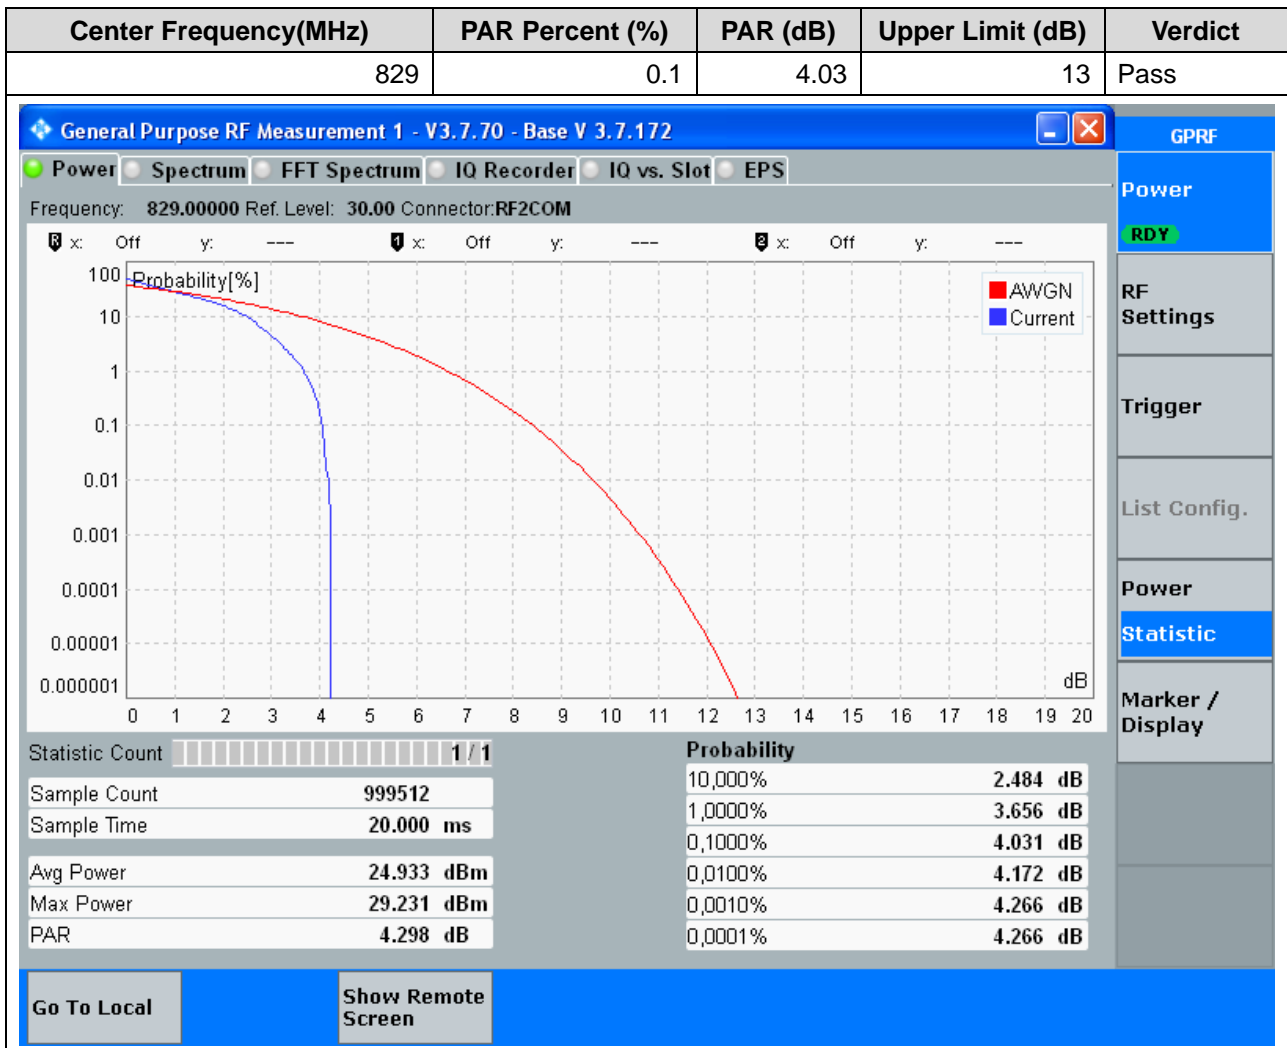 Center Frequency(MHz) PAR Percent (%) PAR (dB) Upper Limit (dB) Verdict
829 0.1 4.03 13 Pass
General Purpose RF Measurement 1 - V3.7.70 - Base V 3.7.172
GPRF
Power Spectrum FFT Spectrum IQ Recorder IQ vs. Slot EPS
Power
RDY
Frequency: 829.00000 Ref. Level: 30.00 Connector:RF2COM
R x: Off y: --- 1 x: Off y: --- 2 x: Off y: ---
Probability[%]
AWGN
Current
100
10
1
0.1
0.01
0.001
0.0001
0.00001
0.000001
dB
0 1 2 3 4 5 6 7 8 9 10 11 12 13 14 15 16 17 18 19 20
RF
Settings
Trigger
List Config.
Power
Statistic
Marker /
Display
Statistic Count 1 / 1
Sample Count 999512
Sample Time 20.000 ms
Avg Power 24.933 dBm
Max Power 29.231 dBm
PAR 4.298 dB
Probability
10,000% 2.484 dB
1,0000% 3.656 dB
0,1000% 4.031 dB
0,0100% 4.172 dB
0,0010% 4.266 dB
0,0001% 4.266 dB
Go To Local
Show Remote
Screen